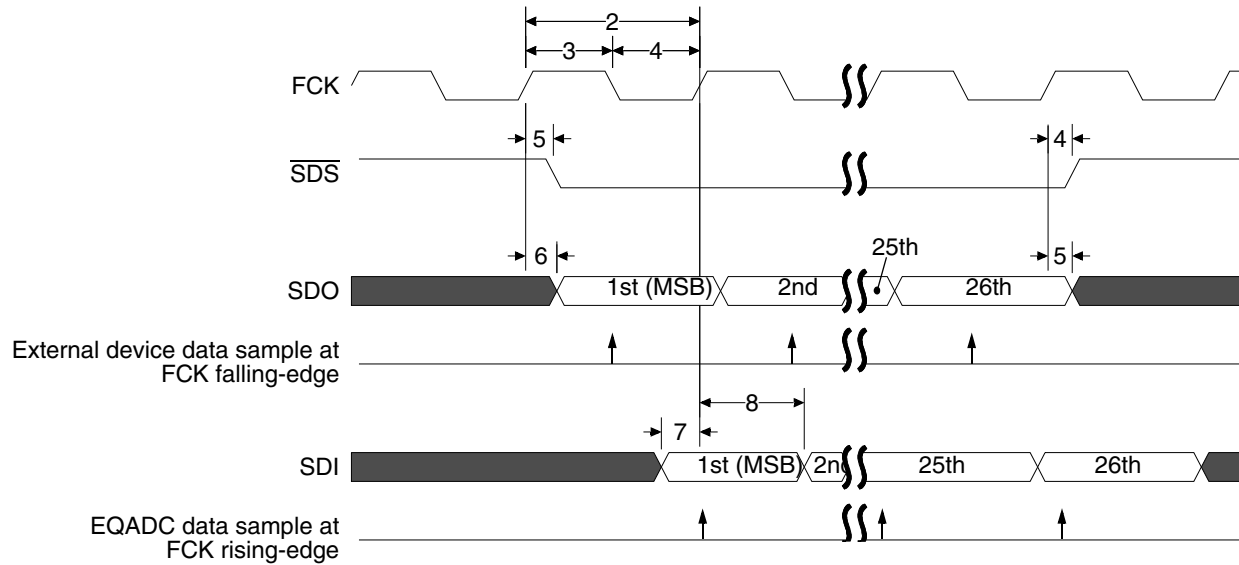 2
3 4
FCK
5 4
SDS
25th
6 5
SDO 1st (MSB) 2nd 26th
External device data sample at
FCK falling-edge
8
7
SDI 1st (MSB) 2nd 25th 26th
EQADC data sample at
FCK rising-edge